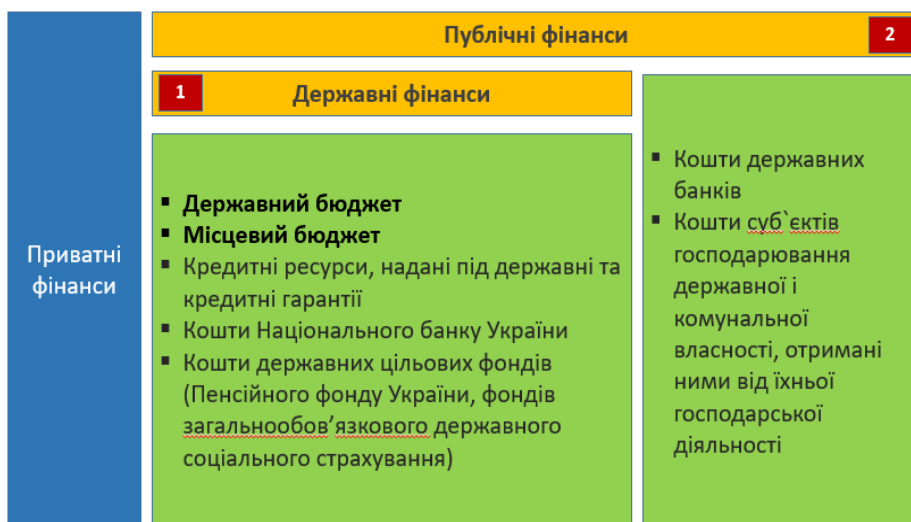 Публічні фінанси
2
1
Державні фінанси
Приватні
фінанси
▪ Державний бюджет
▪ Місцевий бюджет
▪ Кредитні ресурси, надані під державні та
кредитні гарантії
▪ Кошти Національного банку України
▪ Кошти державних цільових фондів
(Пенсійного фонду України, фондів
загальнообов’язкового державного
соціального страхування)
▪ Кошти державних
банків
▪ Кошти суб`єктів
господарювання
державної і
комунальної
власності, отримані
ними від їхньої
господарської
діяльності